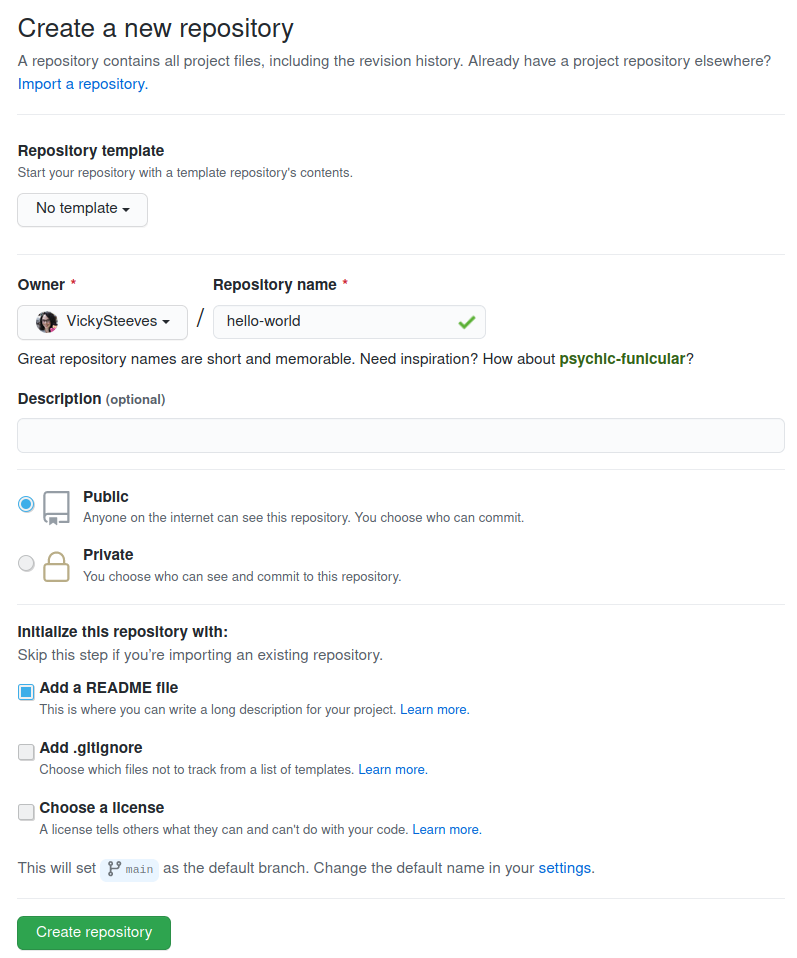 Create a new repository
A repository contains all project files, including the revision history. Already have a project repository elsewhere?
Import a repository.
Repository template
Start your repository with a template repository's contents.
No template
Owner *
Repository name *
VickySteeves / hello-world
Great repository names are short and memorable. Need inspiration? How about psychic-funicular?
Description (optional)
Public
Anyone on the internet can see this repository. You choose who can commit.
Private
You choose who can see and commit to this repository.
Initialize this repository with:
Skip this step if you’re importing an existing repository.
Add a README file
This is where you can write a long description for your project. Learn more.
Add .gitignore
Choose which files not to track from a list of templates. Learn more.
Choose a license
A license tells others what they can and can't do with your code. Learn more.
This will set main as the default branch. Change the default name in your settings.
Create repository